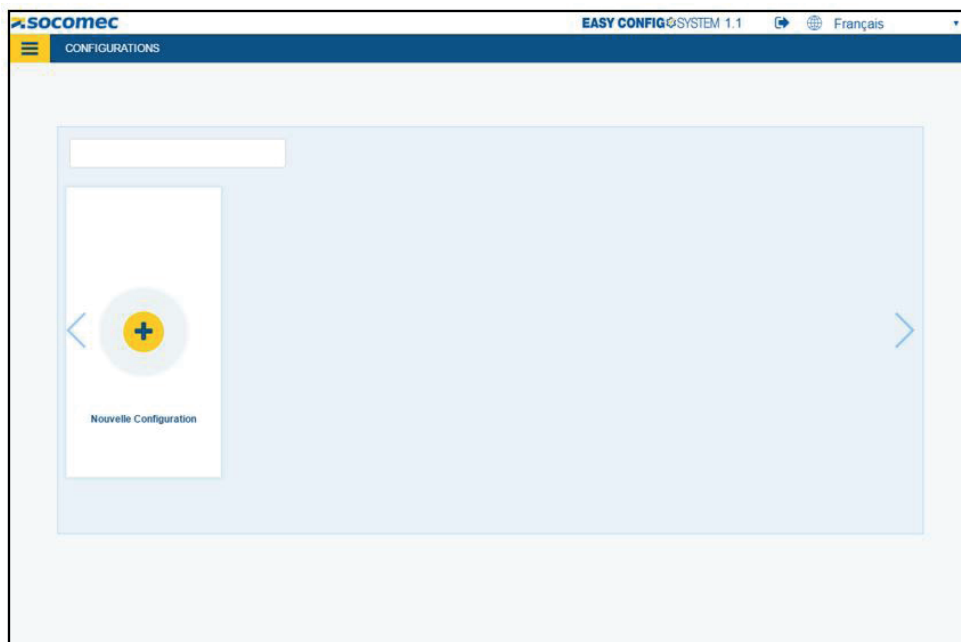 socomec
EASY CONFIG SYSTEM 1.1
Français
CONFIGURATIONS
Nouvelle Configuration